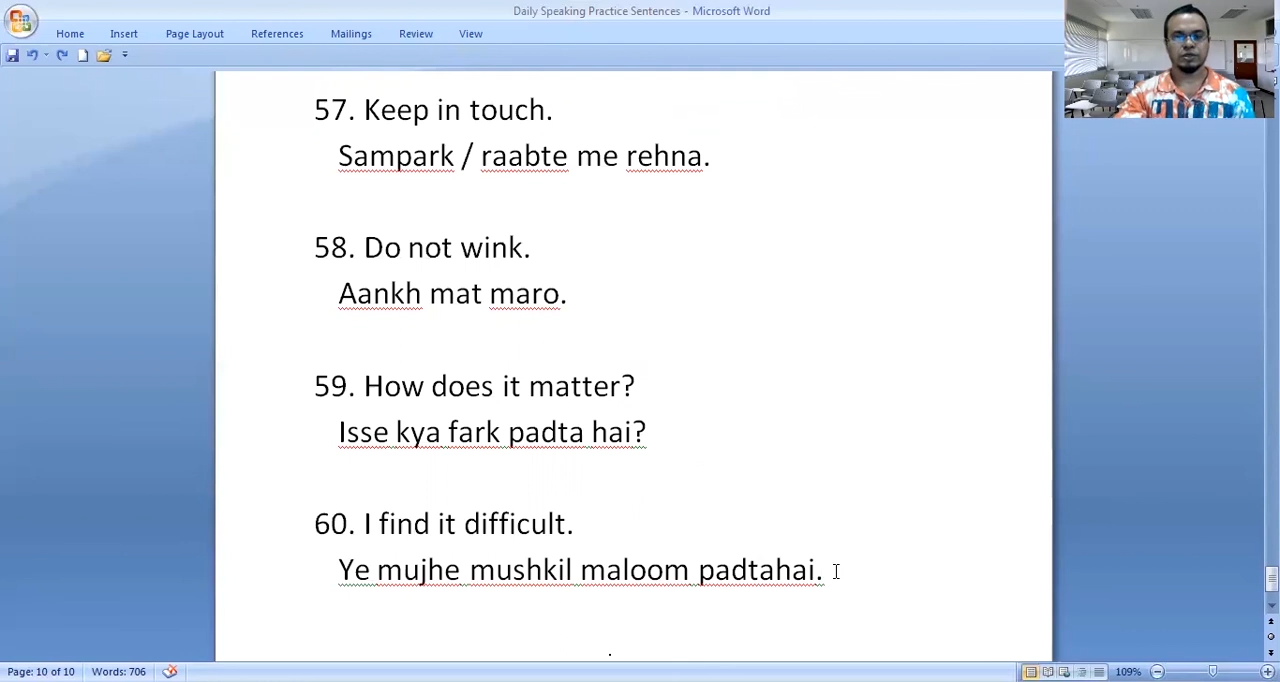 Daily Speaking Practice Sentences - Microsoft Word
Home Insert Page Layout References Mailings Review View
57. Keep in touch.
Sampark / raabte me rehna.
58. Do not wink.
Aankh mat maro.
59. How does it matter?
Isse kya fark padta hai?
60. I find it difficult.
Ye mujhe mushkil maloom padtahai.
Page: 10 of 10 Words: 706 109%